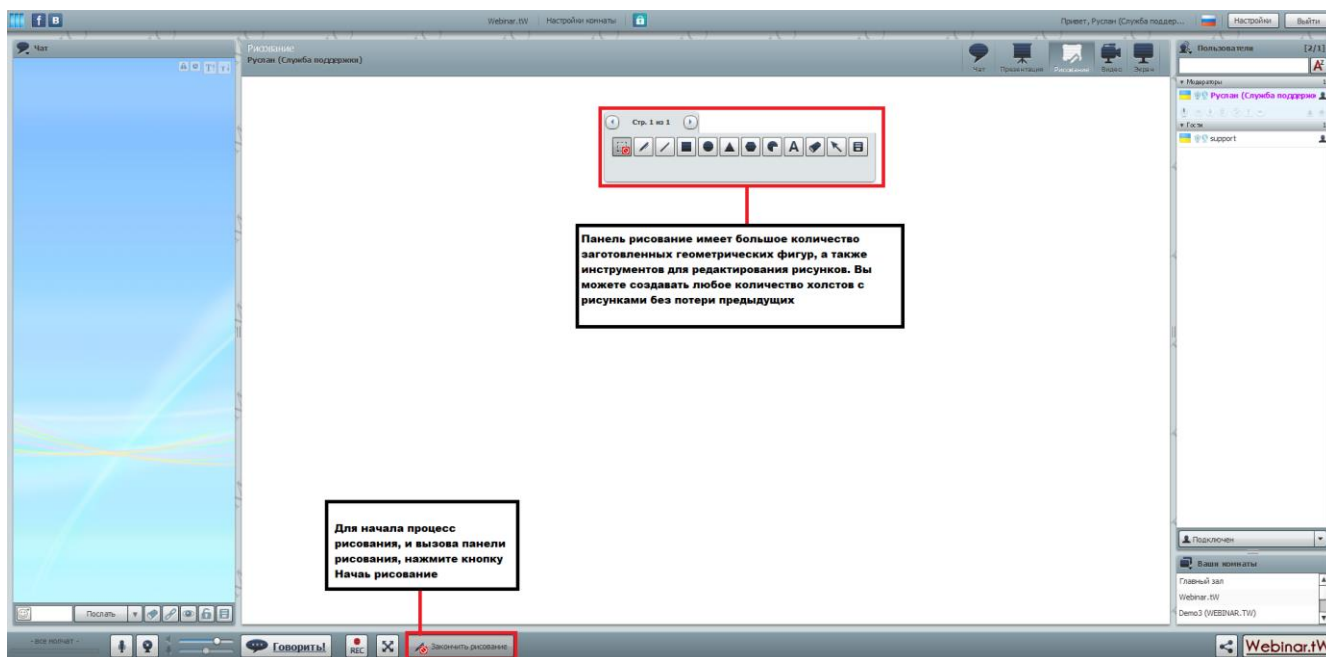 Webinar.tW
Настройки комнаты
Привет, Руслан (Служба поддер...
Настройки
Выйти
Чат
Рисование
Руслан (Служба поддержки)
Чат
Презентация
Рисование
Видео
Экран
Пользователи
[2/1]
Модераторы
Руслан (Служба поддержки
Гости
support
Стр. 1 из 1
Панель рисование имеет большое количество
заготовленных геометрических фигур, а также
инструментов для редактирования рисунков. Вы
можете создавать любое количество холстов с
рисунками без потери предыдущих
Для начала процесс
рисования, и вызова панели
рисования, нажмите кнопку
Начаь рисование
Подключен
Ваши комнаты
Главный зал
Webinar.tW
Demo3 (WEBINAR.TW)
Послать
- все молчат -
Говорить!
REC
Закончить рисование
Webinar.tW